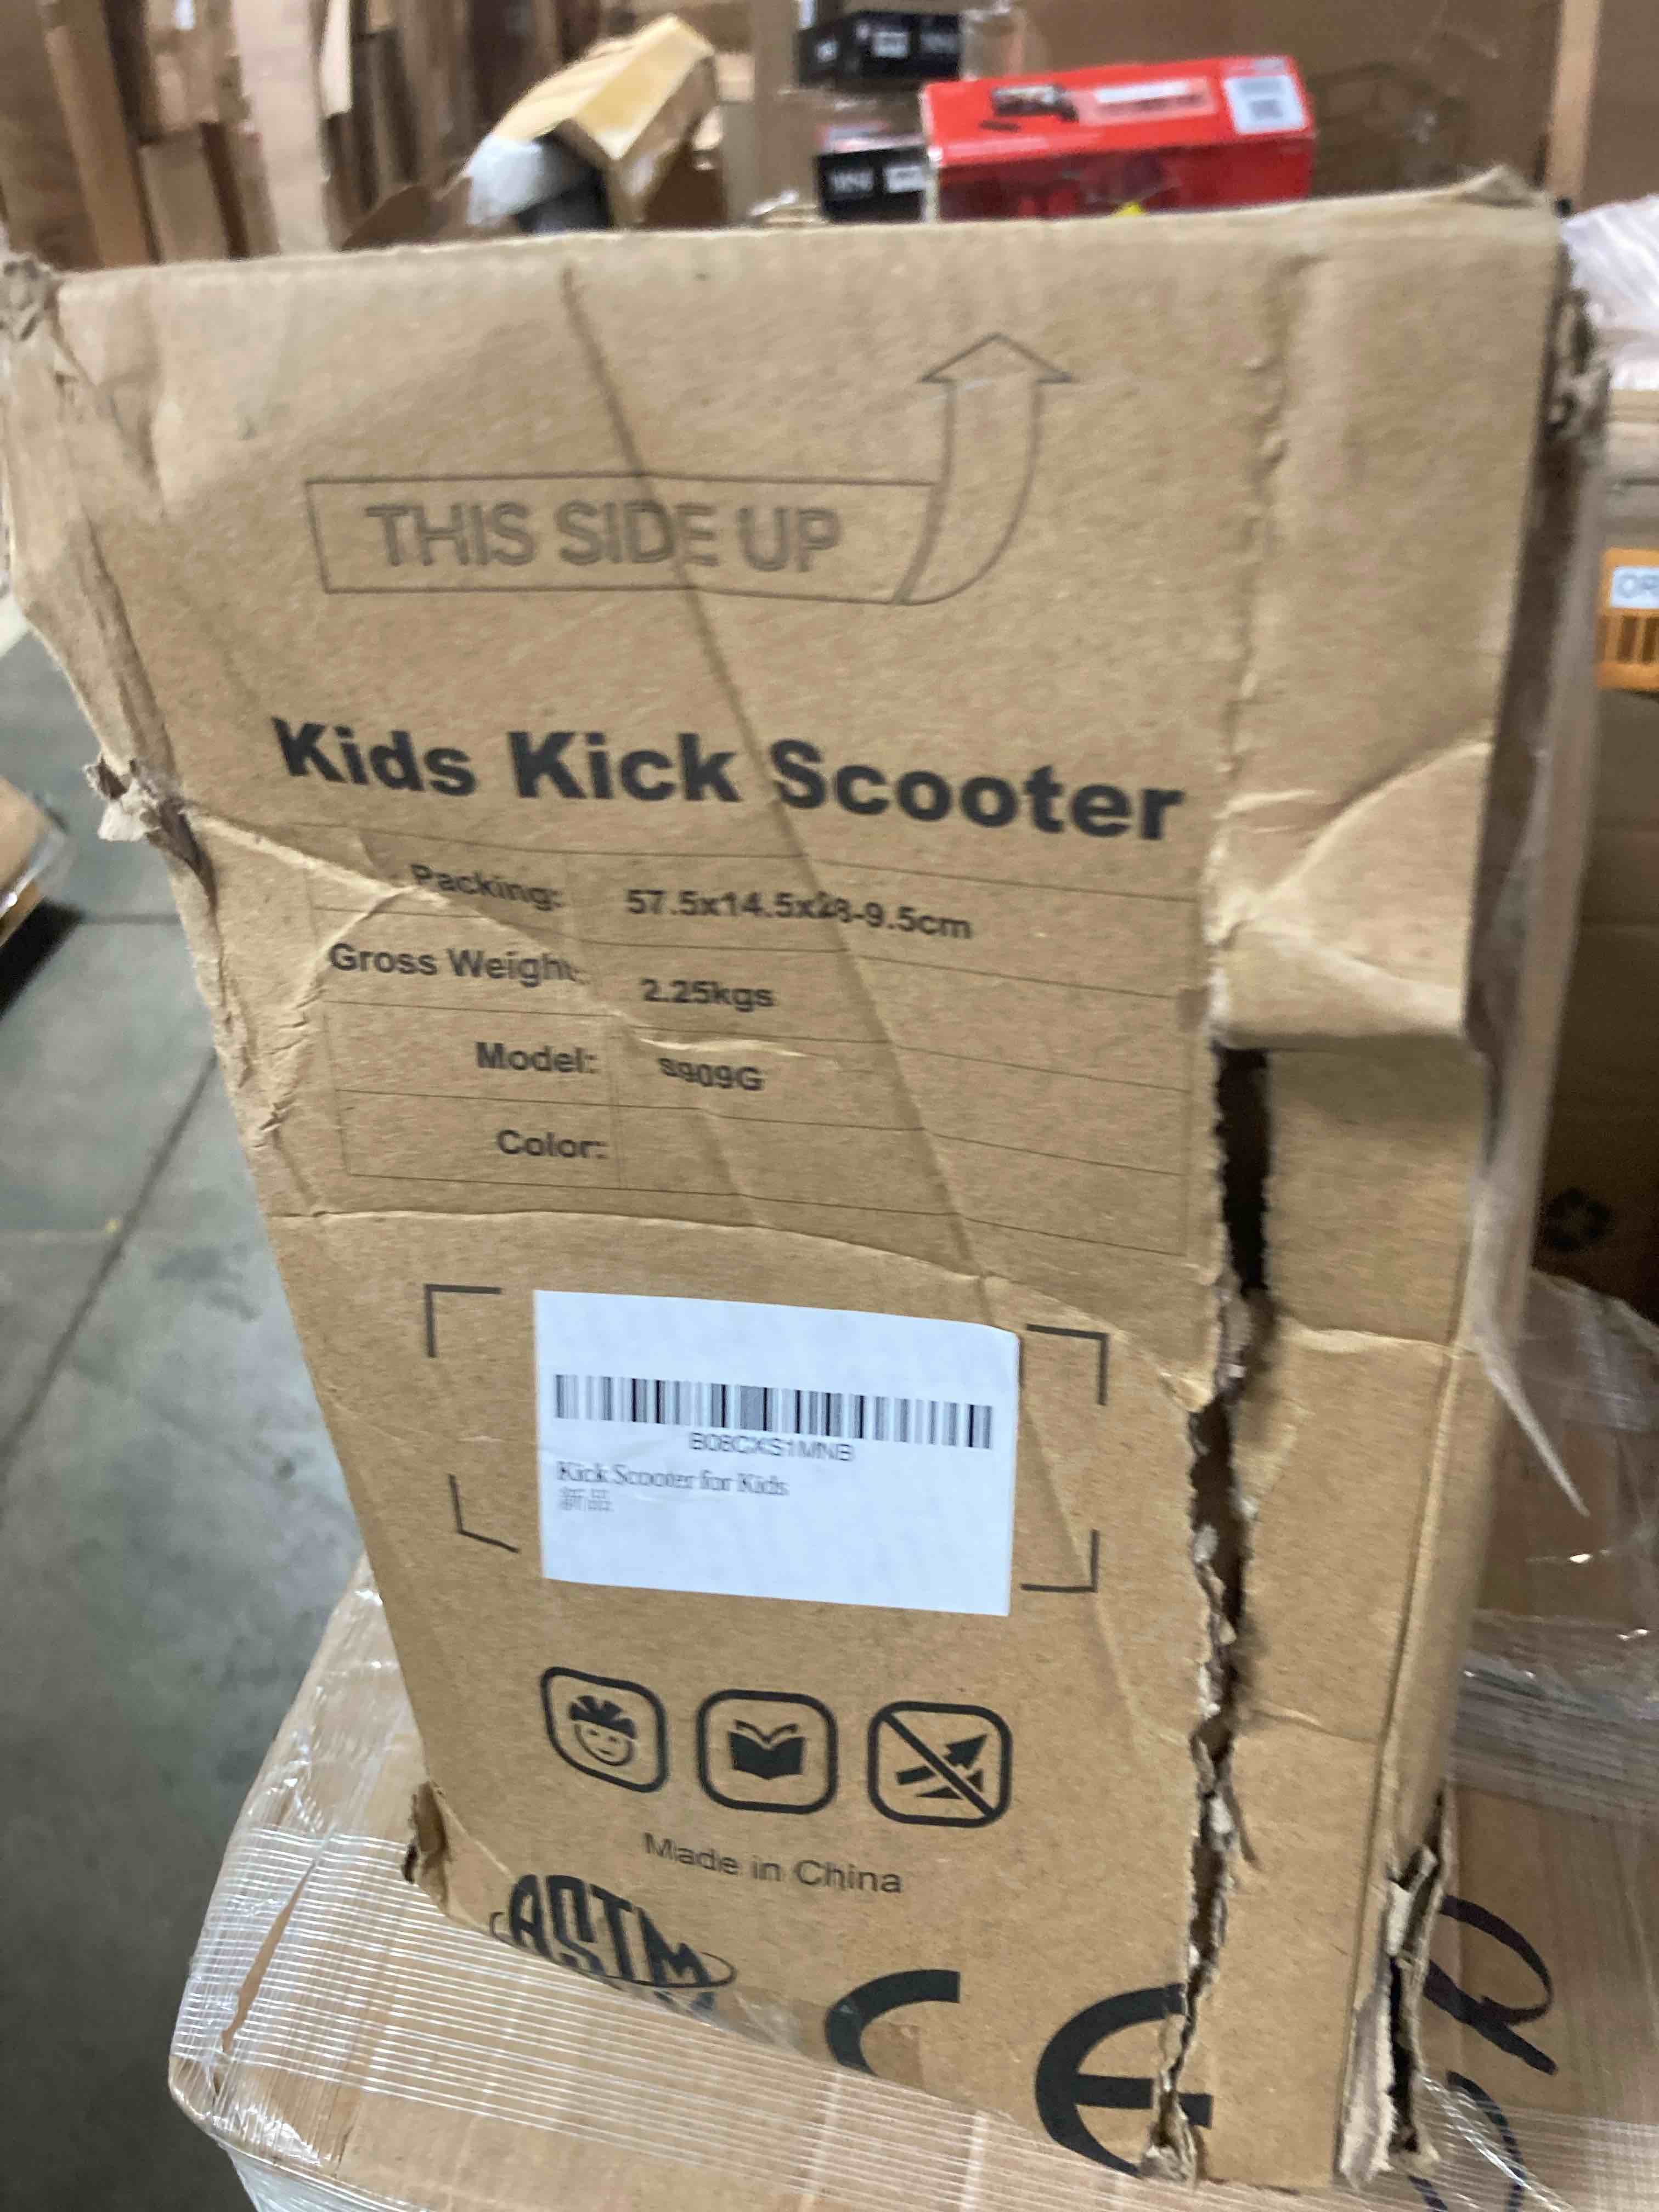 THIS SIDE UP
Kids Kick Scooter
Packing: 57.5x14.5x28-9.5cm
Gross Weight: 2.25kgs
Model: S909G
Color:
B08CXS1MNB
Kick Scooter for Kids
Made in China
ASTM
CE